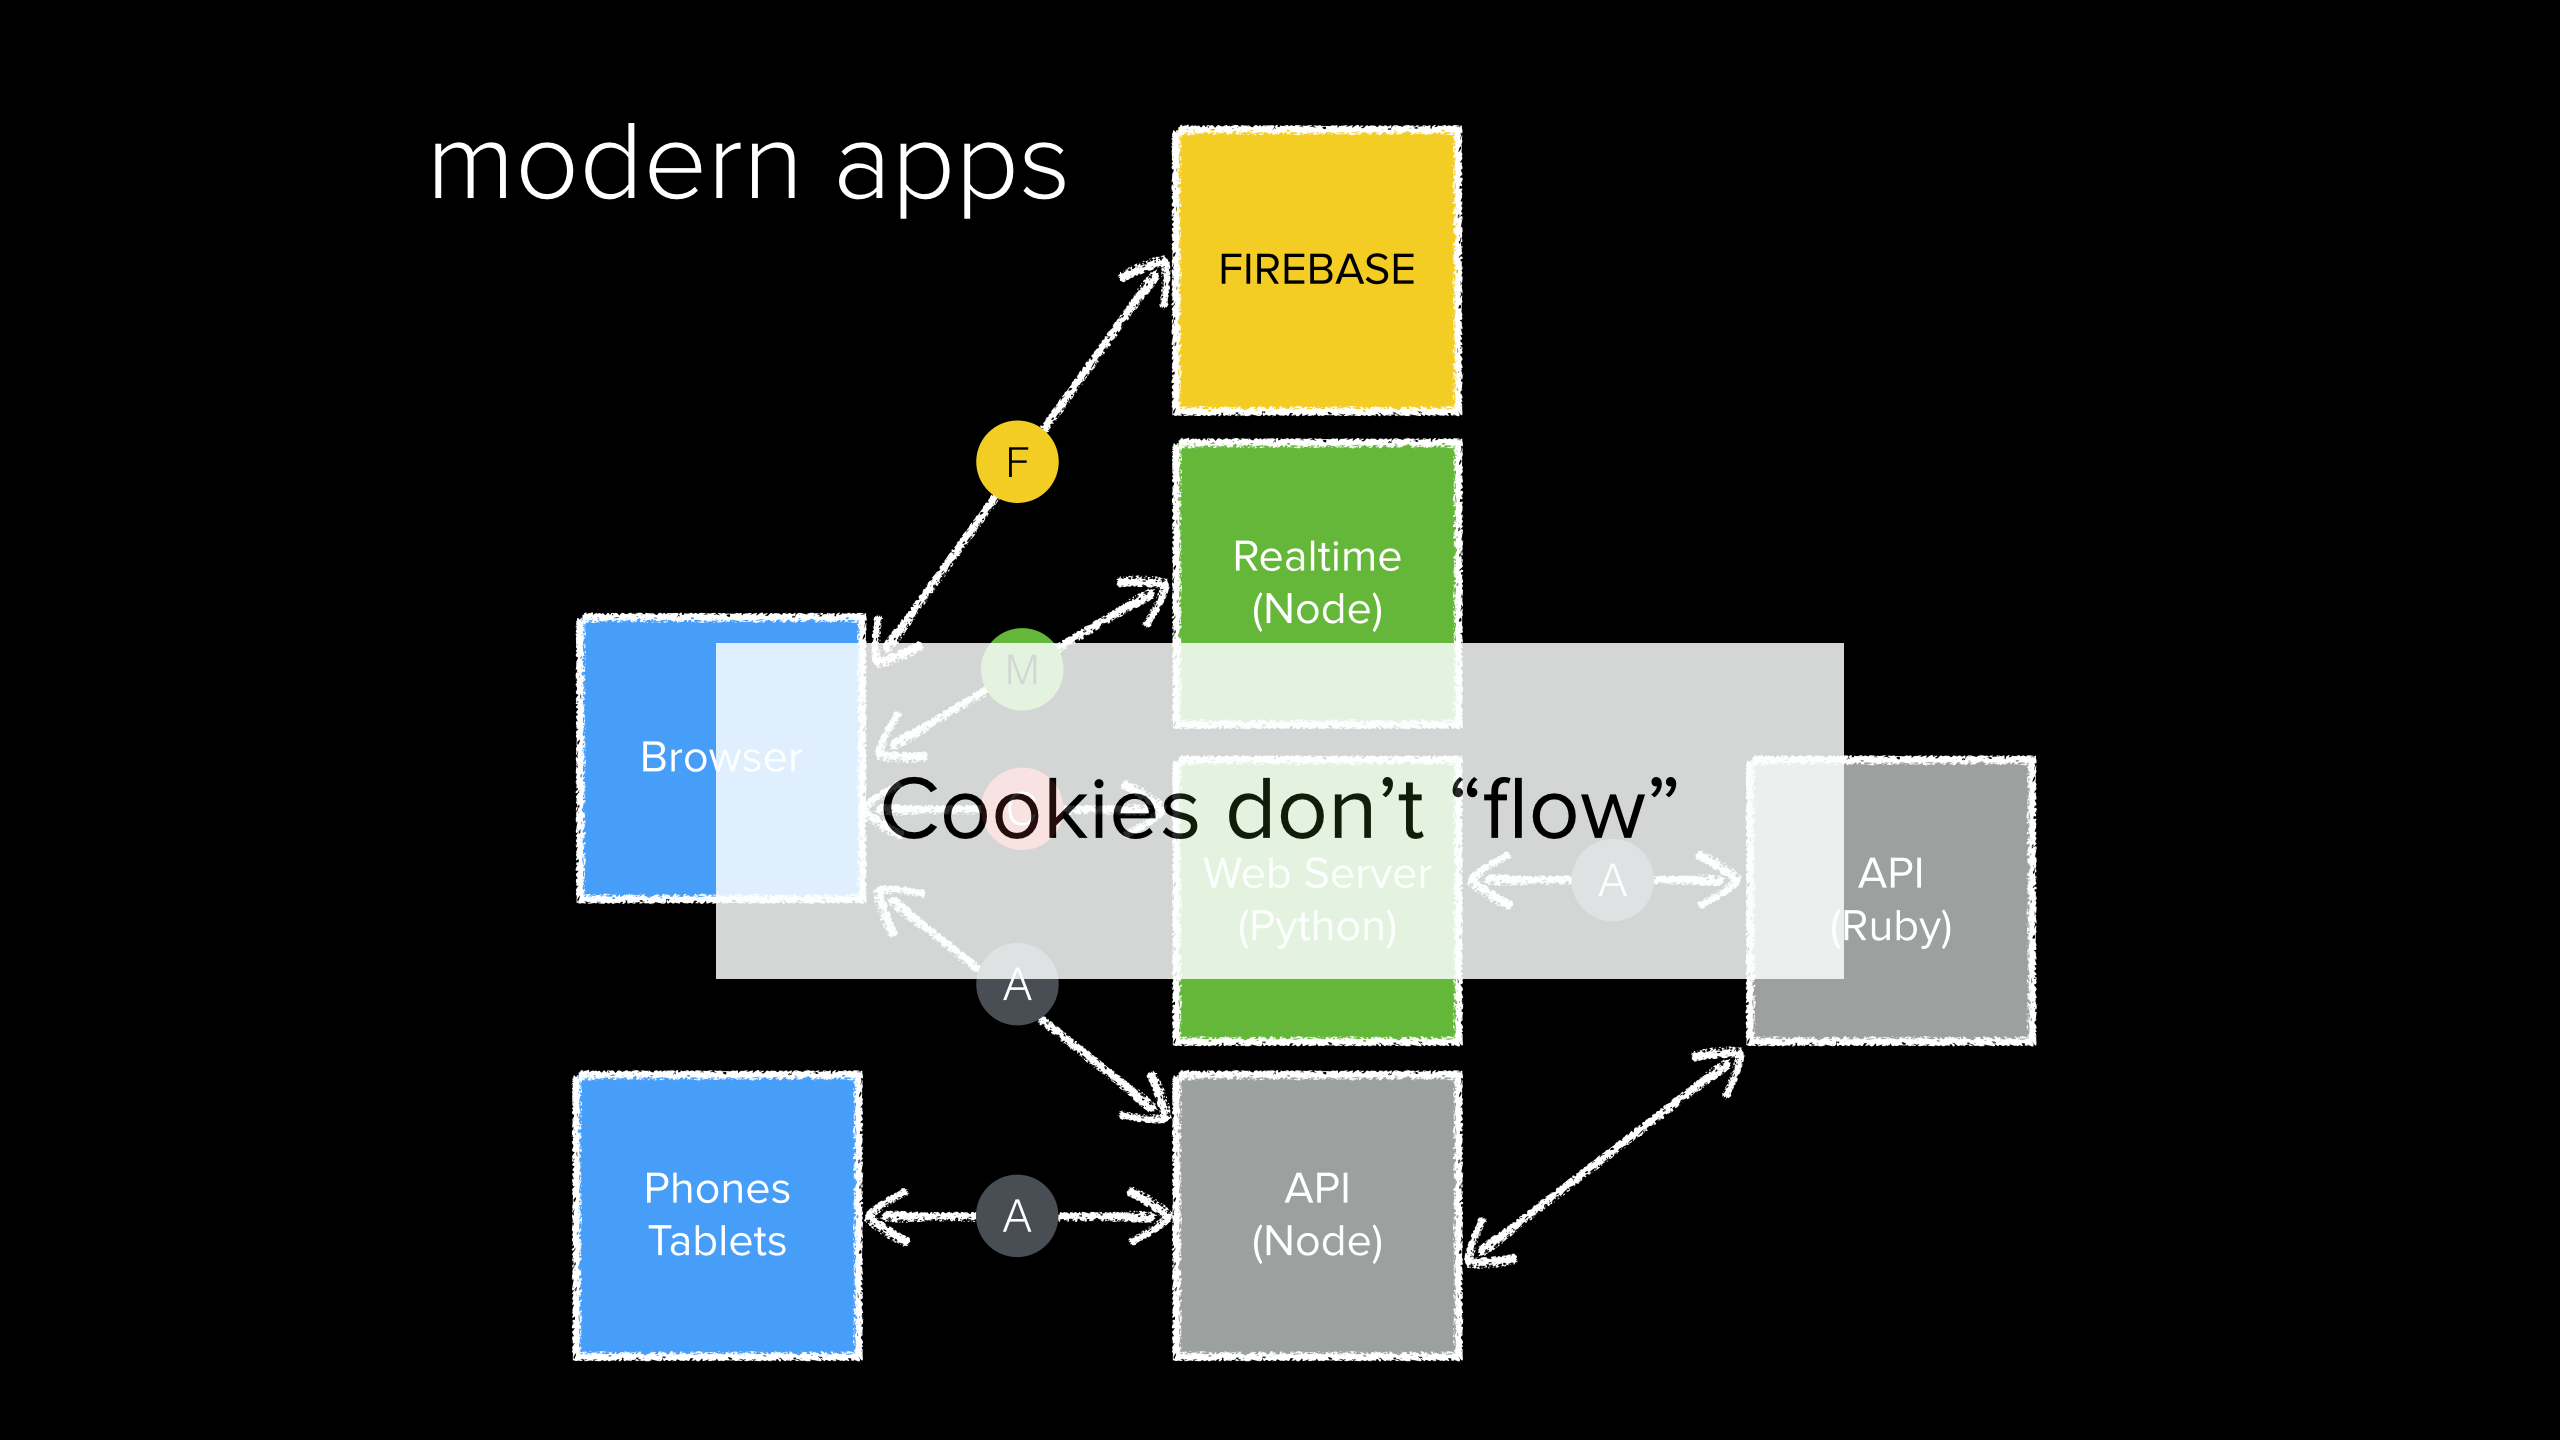 modern apps
FIREBASE
F
Realtime
(Node)
M
Browser
C
Cookies don’t “flow”
Web Server
(Python)
A
API
(Ruby)
A
Phones
Tablets
A
API
(Node)